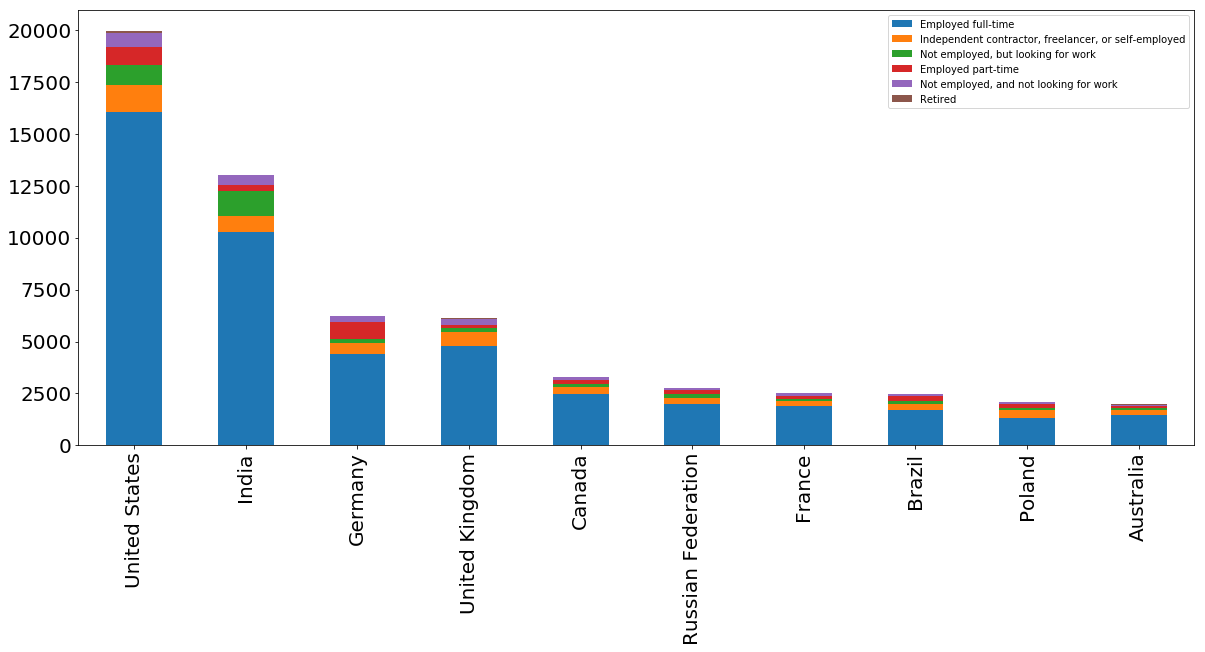 20000
17500
15000
12500
10000
7500
5000
2500
0
Employed full-time
Independent contractor, freelancer, or self-employed
Not employed, but looking for work
Employed part-time
Not employed, and not looking for work
Retired
United States
India
Germany
United Kingdom
Canada
Russian Federation
France
Brazil
Poland
Australia